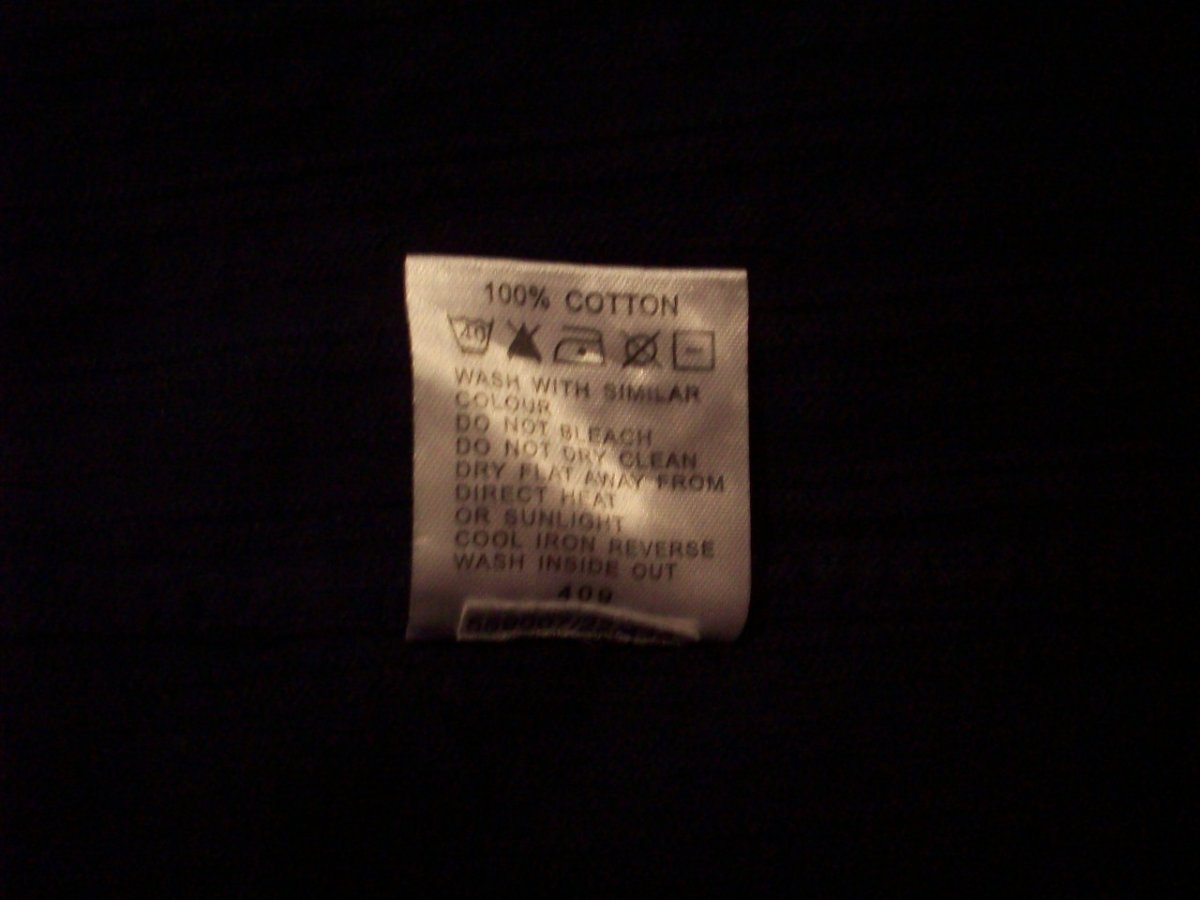 100% COTTON
40
WASH WITH SIMILAR
COLOUR
DO NOT BLEACH
DO NOT DRY CLEAN
DRY FLAT AWAY FROM
DIRECT HEAT
OR SUNLIGHT
COOL IRON REVERSE
WASH INSIDE OUT
409